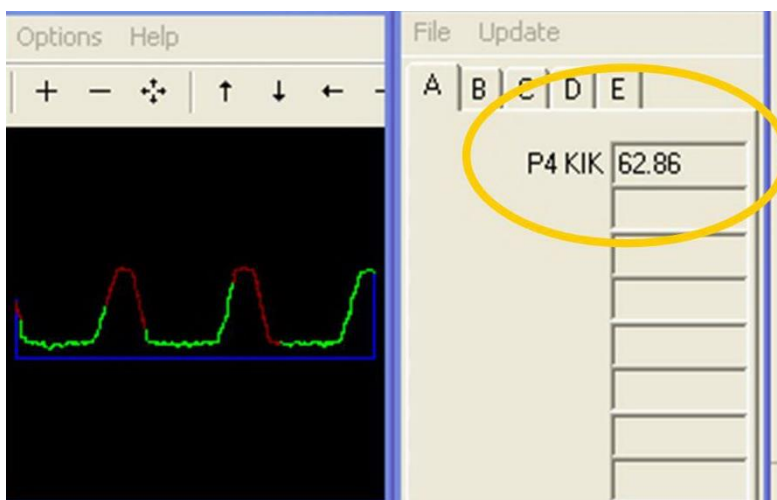 Options Help
+ − ↑ ↓ ←
File Update
A B C D E
P4 KIK 62.86